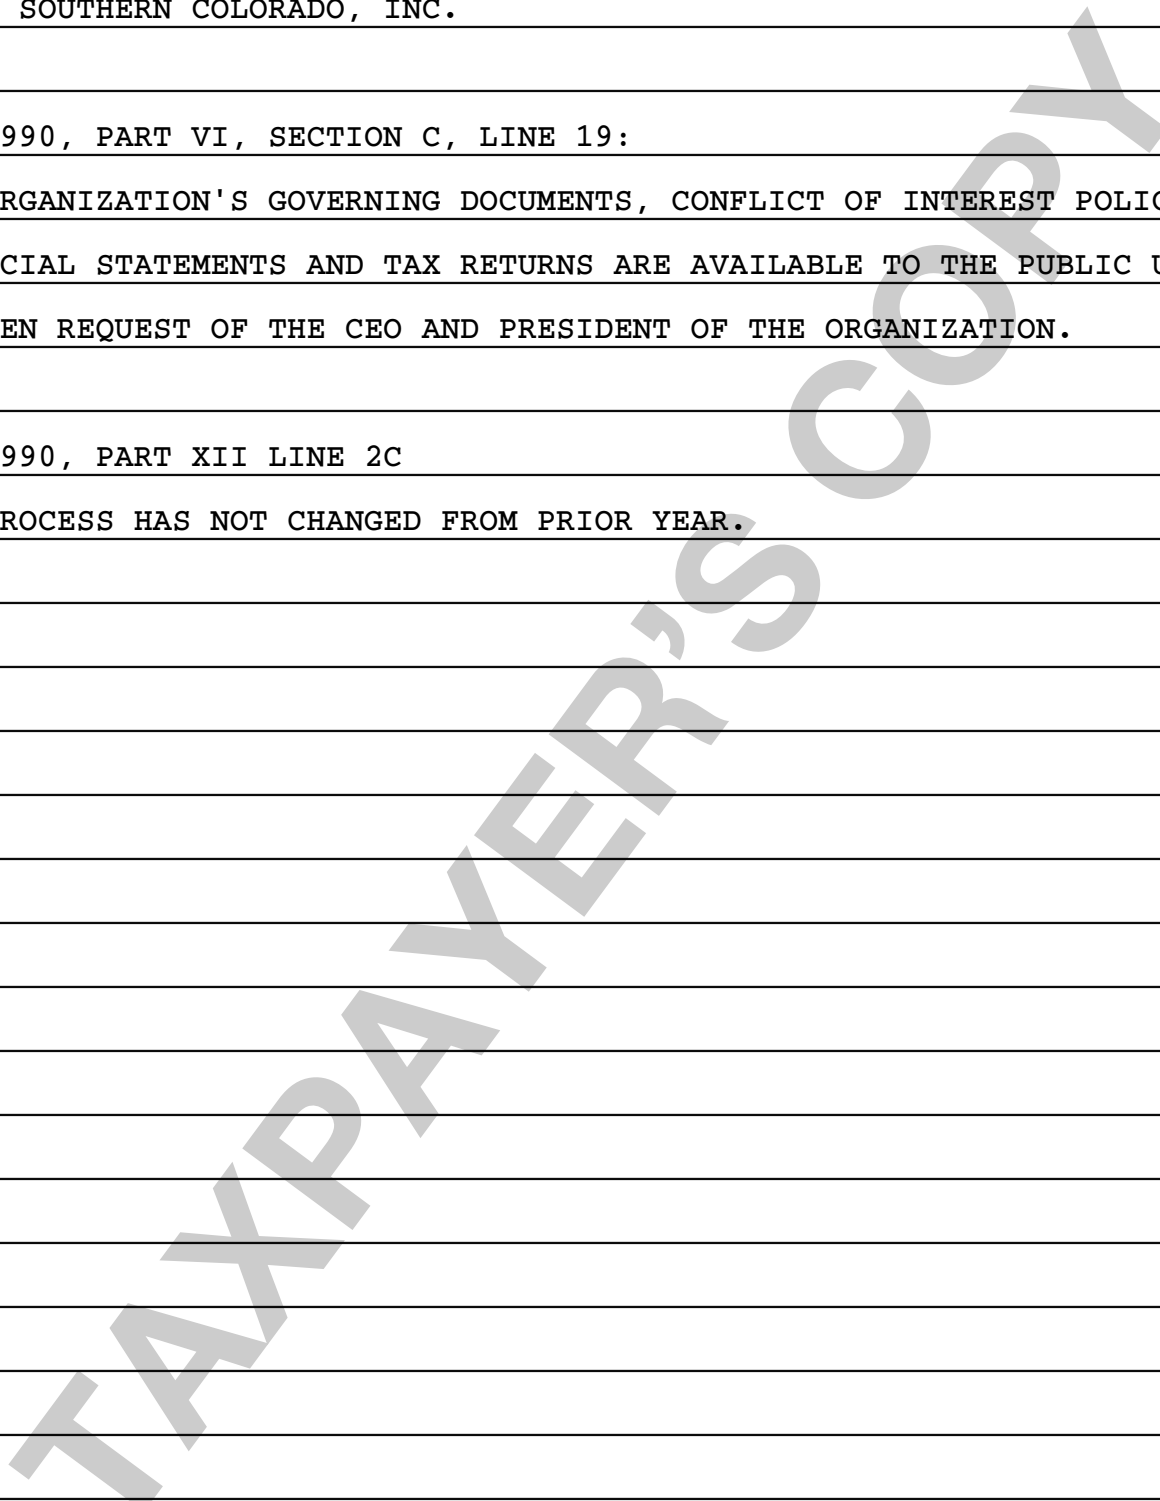 SOUTHERN COLORADO, INC.
990, PART VI, SECTION C, LINE 19:
RGANIZATION'S GOVERNING DOCUMENTS, CONFLICT OF INTEREST POLIC
CIAL STATEMENTS AND TAX RETURNS ARE AVAILABLE TO THE PUBLIC U
EN REQUEST OF THE CEO AND PRESIDENT OF THE ORGANIZATION.
990, PART XII LINE 2C
ROCESS HAS NOT CHANGED FROM PRIOR YEAR.
TAXPAYER’S COPY